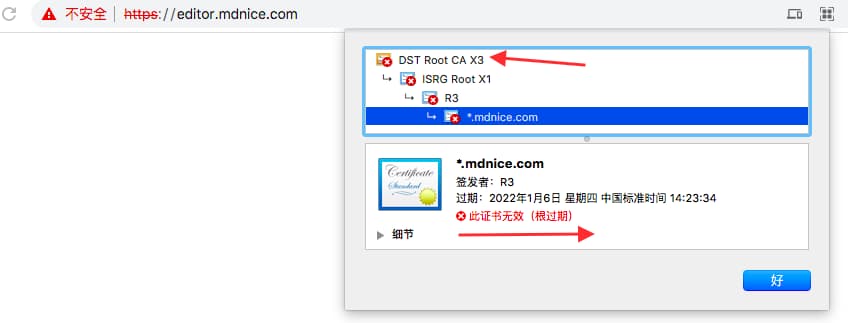 不安全 | https://editor.mdnice.com
DST Root CA X3
ISRG Root X1
R3
*.mdnice.com
Certificate
Standard
*.mdnice.com
签发者：R3
过期：2022年1月6日 星期四 中国标准时间 14:23:34
此证书无效（根过期）
细节
好